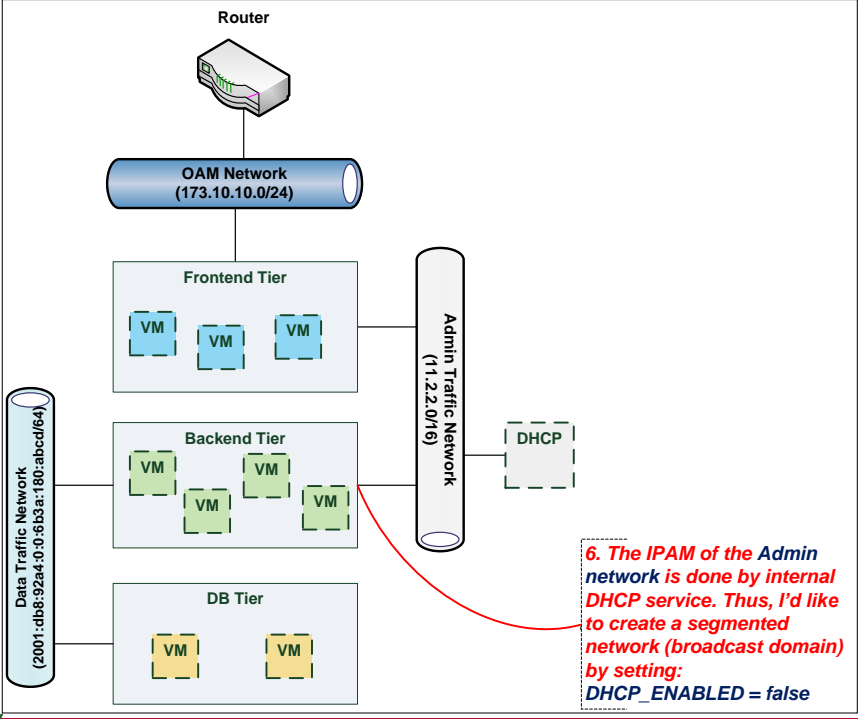 Router
OAM Network
(173.10.10.0/24)
Frontend Tier
VM
VM
VM
Admin Traffic Network
(11.2.2.0/16)
Data Traffic Network
(2001:db8:92a4:0:0:6b3a:180:abcd/64)
Backend Tier
VM
VM
VM
VM
DHCP
DB Tier
VM
VM
6. The IPAM of the Admin
network is done by internal
DHCP service. Thus, I'd like
to create a segmented
network (broadcast domain)
by setting:
DHCP_ENABLED = false